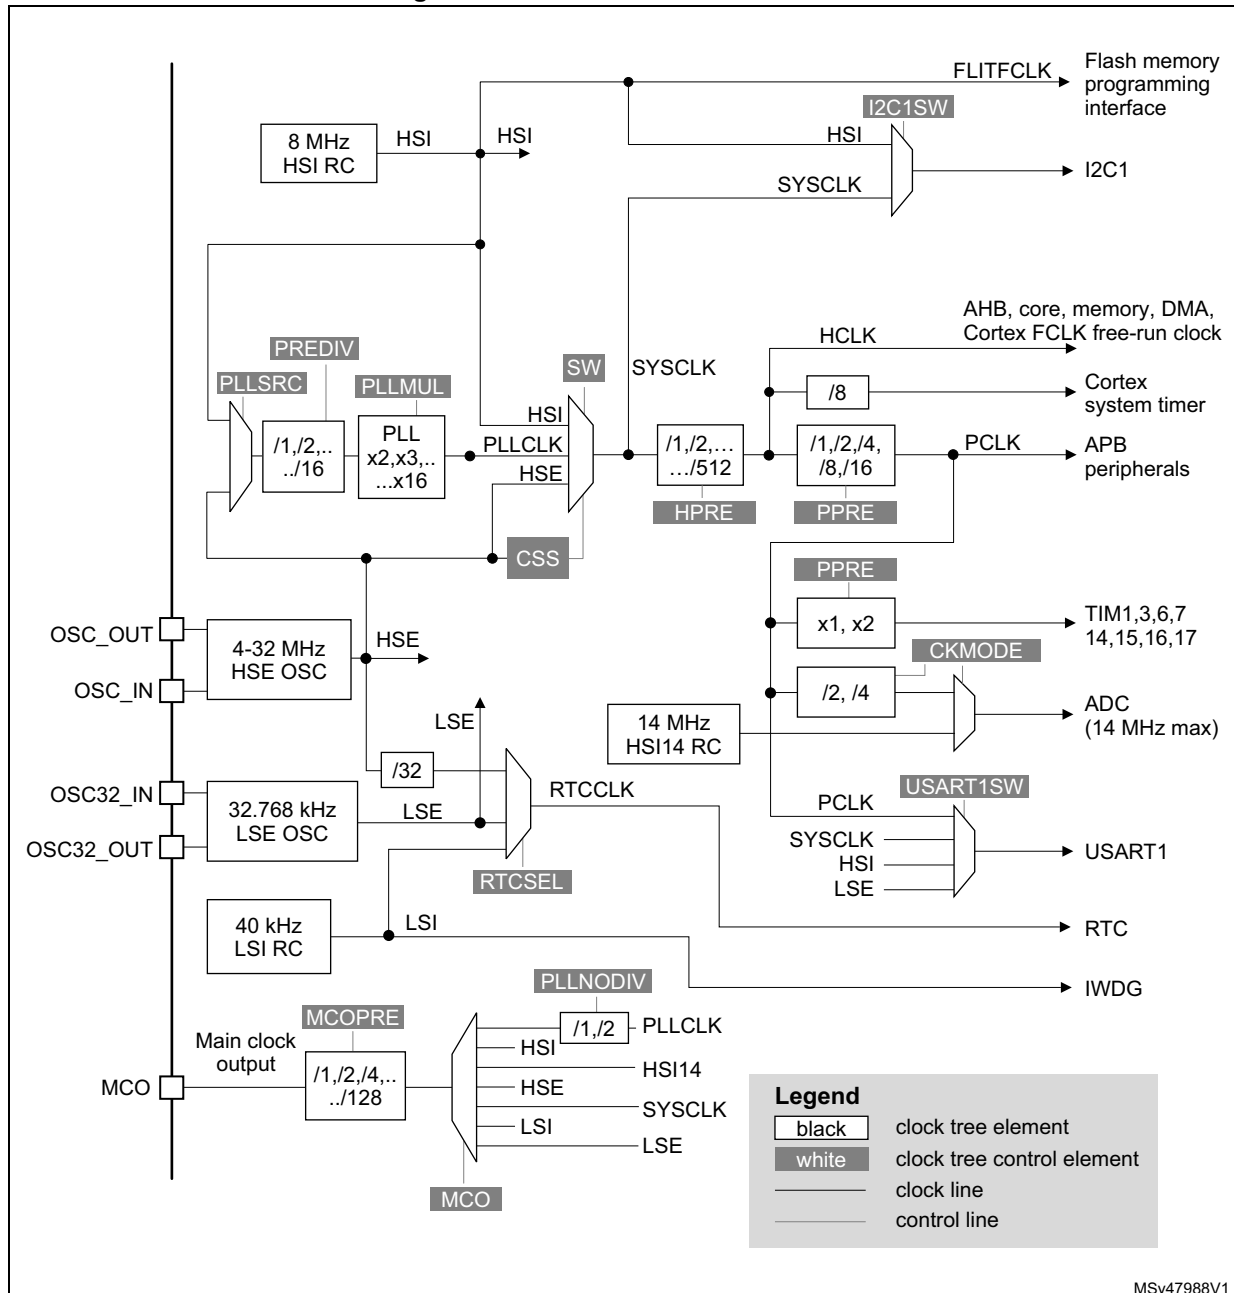 FLITFCLK
Flash memory
programming
interface
I2C1SW
8 MHz
HSI RC
HSI
HSI
HSI
SYSCLK
I2C1
AHB, core, memory, DMA,
Cortex FCLK free-run clock
HCLK
PREDIV
PLLSRC
PLLMUL
SW
SYSCLK
/8
Cortex
system timer
/1,/2,..
../16
PLL
x2,x3,..
...x16
HSI
PLLCLK
HSE
/1,/2,...
.../512
/1,/2,/4,
/8,/16
PCLK
APB
peripherals
HPRE
PPRE
CSS
PPRE
OSC_OUT
OSC_IN
4-32 MHz
HSE OSC
HSE
x1, x2
TIM1,3,6,7
14,15,16,17
CKMODE
/2, /4
14 MHz
HSI14 RC
ADC
(14 MHz max)
LSE
/32
OSC32_IN
OSC32_OUT
32.768 kHz
LSE OSC
LSE
RTCCLK
RTCSEL
USART1SW
PCLK
SYSCLK
HSI
LSE
USART1
40 kHz
LSI RC
LSI
RTC
IWDG
PLLNODIV
MCOPRE
Main clock
output
MCO
/1,/2,/4,..
../128
/1,/2
PLLCLK
HSI
HSI14
HSE
SYSCLK
LSI
LSE
MCO
Legend
black
clock tree element
white
clock tree control element
clock line
control line
MSv47988V1